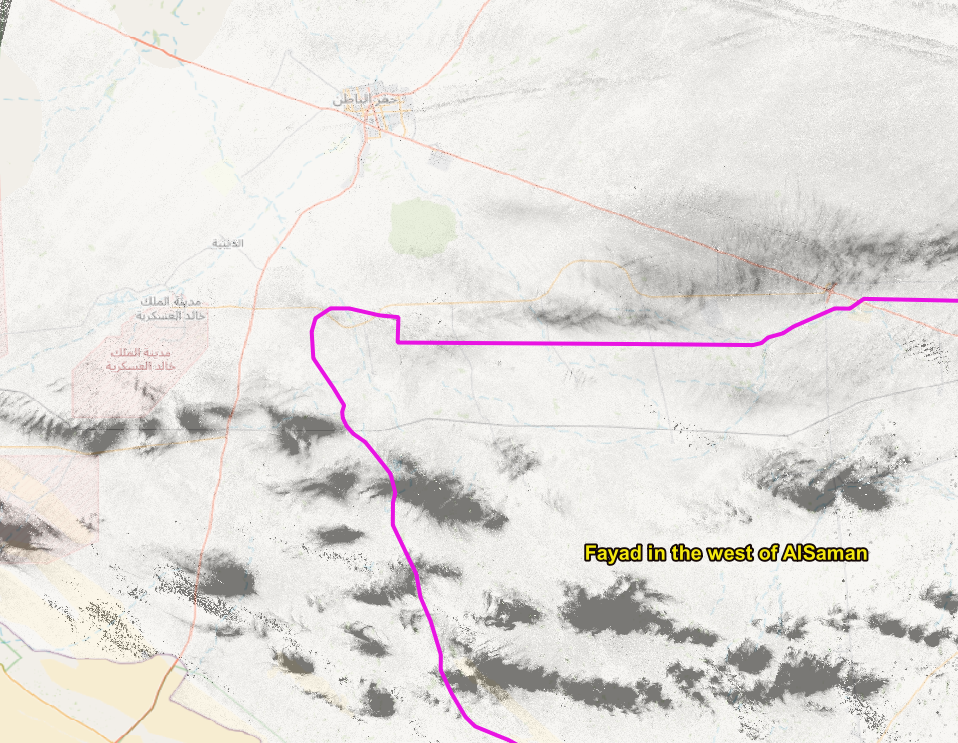 حفر الباطن
الذيبية
مدينة الملك
خالد العسكرية
مدينة الملك
خالد العسكرية
Fayad in the west of AlSaman